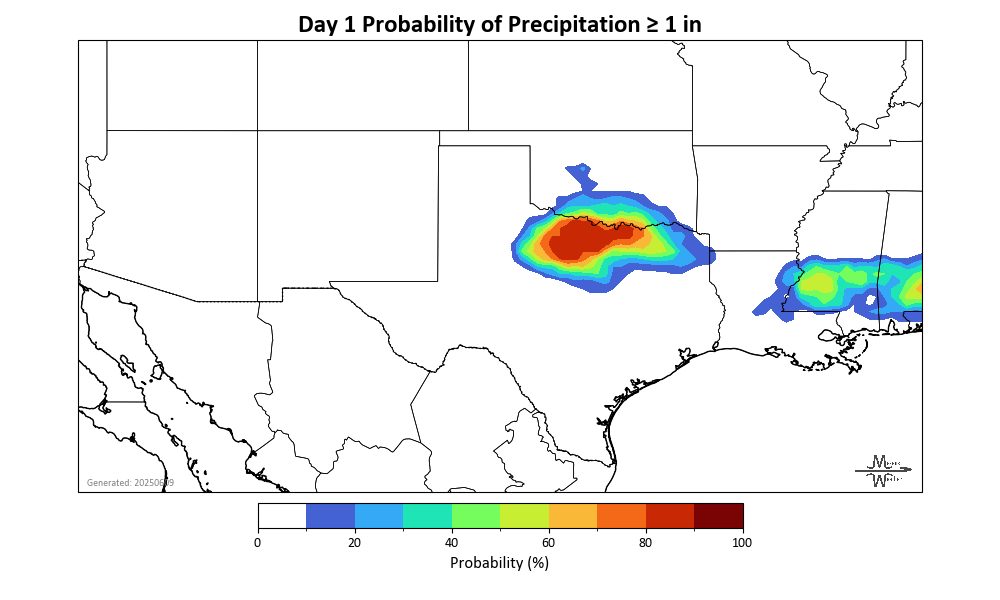 Day 1 Probability of Precipitation ≥ 1 in
Generated: 20250609
0 20 40 60 80 100
Probability (%)